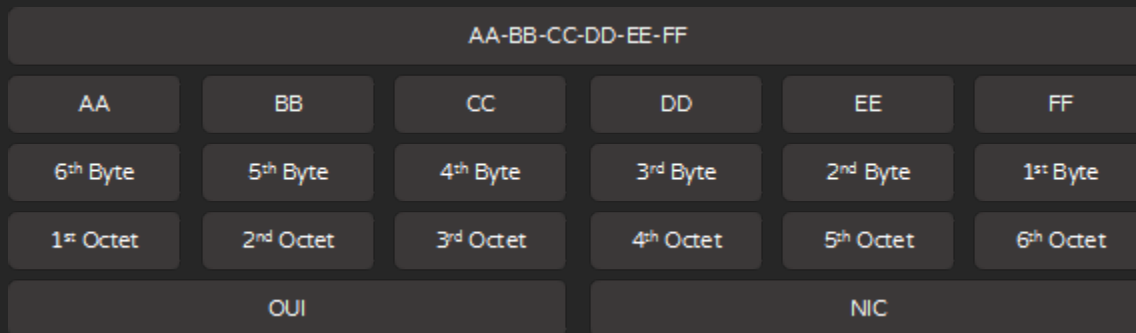 AA-BB-CC-DD-EE-FF
AA BB CC DD EE FF
6th Byte 5th Byte 4th Byte 3rd Byte 2nd Byte 1st Byte
1st Octet 2nd Octet 3rd Octet 4th Octet 5th Octet 6th Octet
OUI NIC